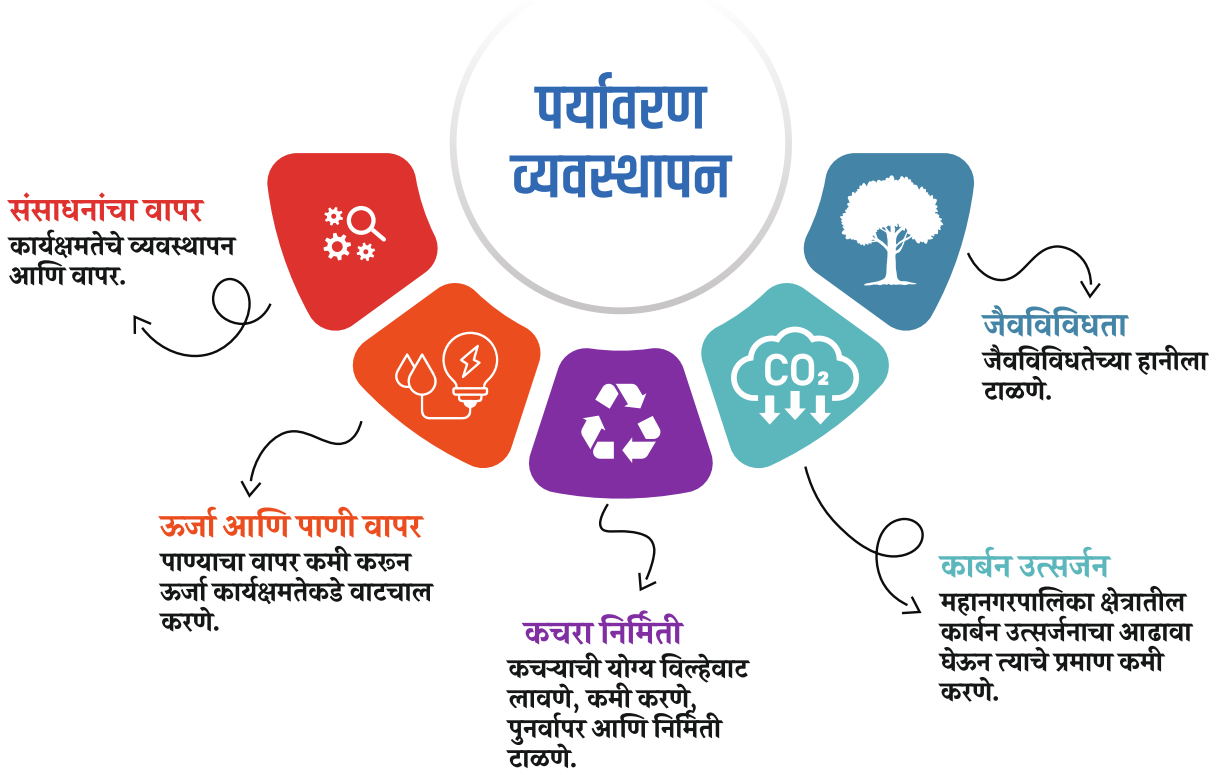 पर्यावरण
व्यवस्थापन
संसाधनांचा वापर
कार्यक्षमतेचे व्यवस्थापन
आणि वापर.
ऊर्जा आणि पाणी वापर
पाण्याचा वापर कमी करून
ऊर्जा कार्यक्षमतेकडे वाटचाल
करणे.
कचरा निर्मिती
कचऱ्याची योग्य विल्हेवाट
लावणे, कमी करणे,
पुनर्वापर आणि निर्मिती
टाळणे.
CO₂
कार्बन उत्सर्जन
महानगरपालिका क्षेत्रातील
कार्बन उत्सर्जनाचा आढावा
घेऊन त्याचे प्रमाण कमी
करणे.
जैवविविधता
जैवविविधतेच्या हानीला
टाळणे.